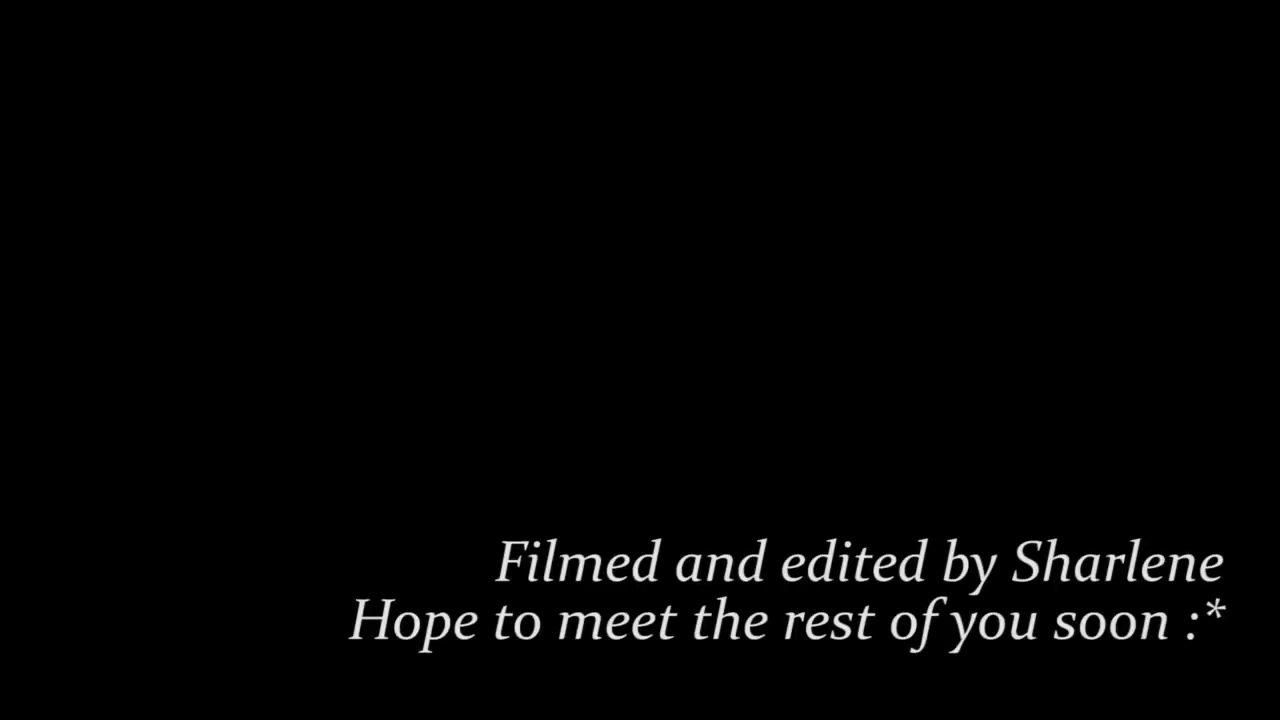 Filmed and edited by Sharlene
Hope to meet the rest of you soon :*